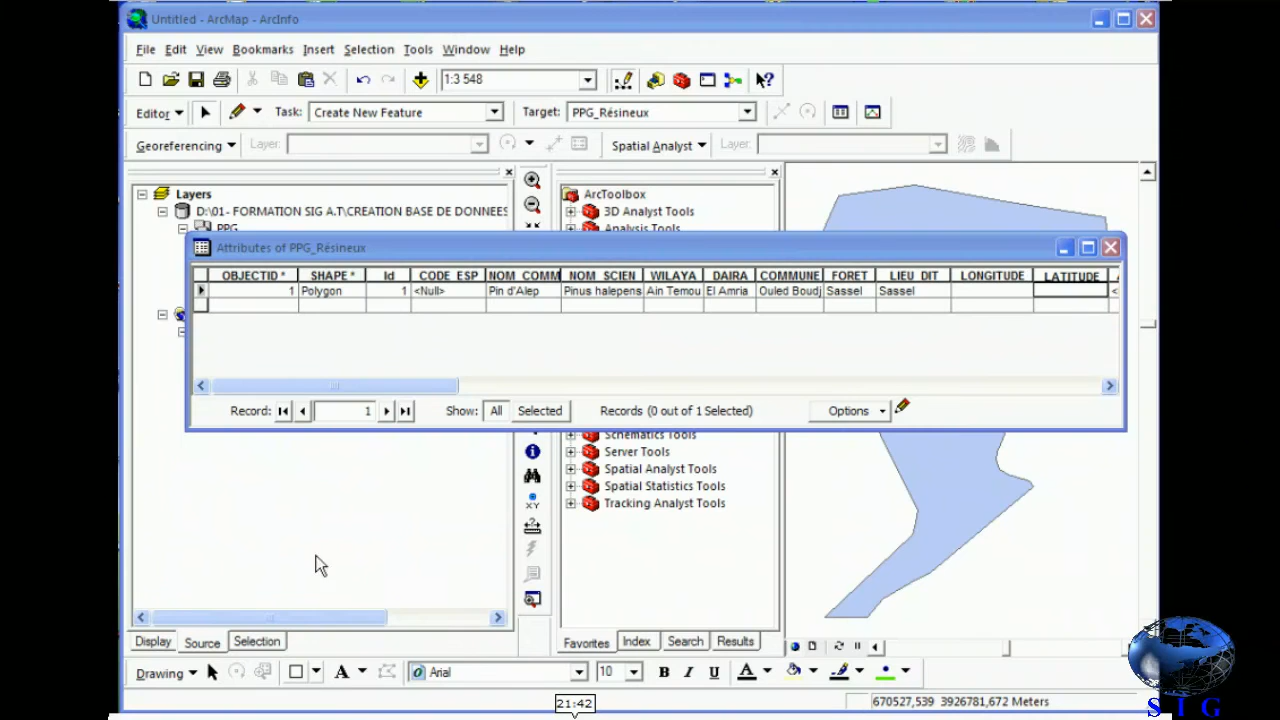 Untitled - ArcMap - ArcInfo
File Edit View Bookmarks Insert Selection Tools Window Help
1:3 548
Editor Task: Create New Feature Target: PPG_Résineux
Georeferencing Layer: Spatial Analyst Layer:
Layers
D:\01- FORMATION SIG A.T\CREATION BASE DE DONNEES
PPG
ArcToolbox
3D Analyst Tools
Analysis Tools
Attributes of PPG_Résineux
OBJECTID * SHAPE * Id CODE_ESP NOM_COMM NOM_SCIEN WILAYA DAIRA COMMUNE FORET LIEU_DIT LONGITUDE LATITUDE
1 Polygon 1 <Null> Pin d'Alep Pinus halepens Ain Temou El Amria Ouled Boudj Sassel Sassel <
Record: 1 Show: All Selected Records (0 out of 1 Selected) Options
Schematics Tools
Server Tools
Spatial Analyst Tools
Spatial Statistics Tools
Tracking Analyst Tools
XY
Display Source Selection
Favorites Index Search Results
Drawing A Arial 10 B I U A
21:42
670527,539 3926781,672 Meters
S I G